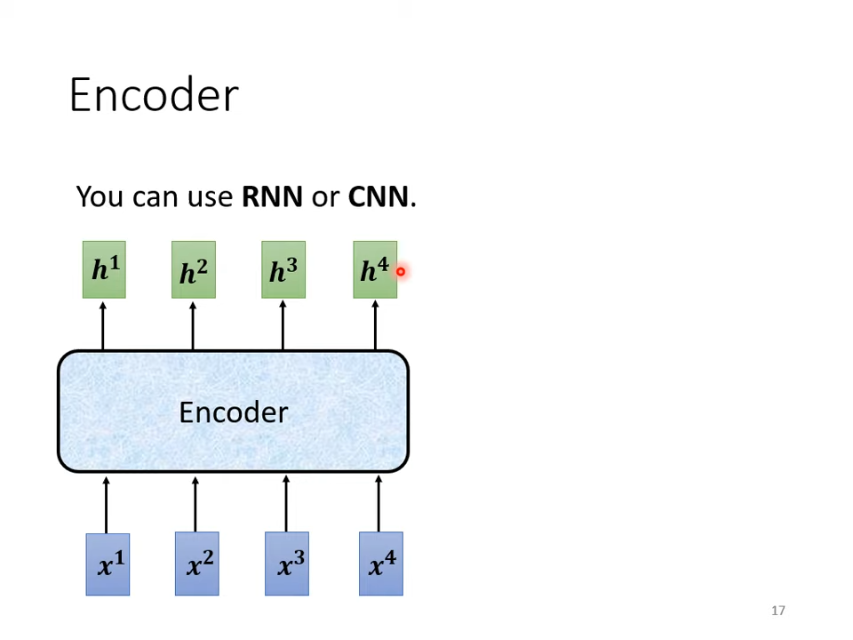 Encoder
You can use RNN or CNN.
h¹ h² h³ h⁴
Encoder
x¹ x² x³ x⁴
17